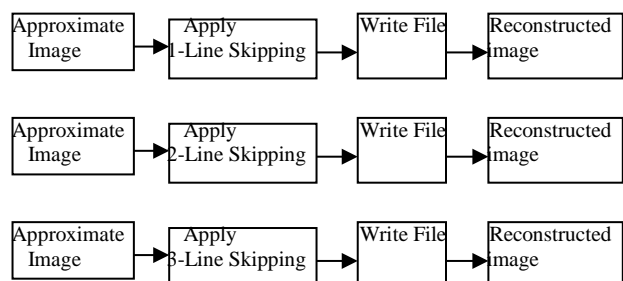 Approximate
Image
Apply
1-Line Skipping
Write File
Reconstructed
image
Approximate
Image
Apply
2-Line Skipping
Write File
Reconstructed
image
Approximate
Image
Apply
3-Line Skipping
Write File
Reconstructed
image